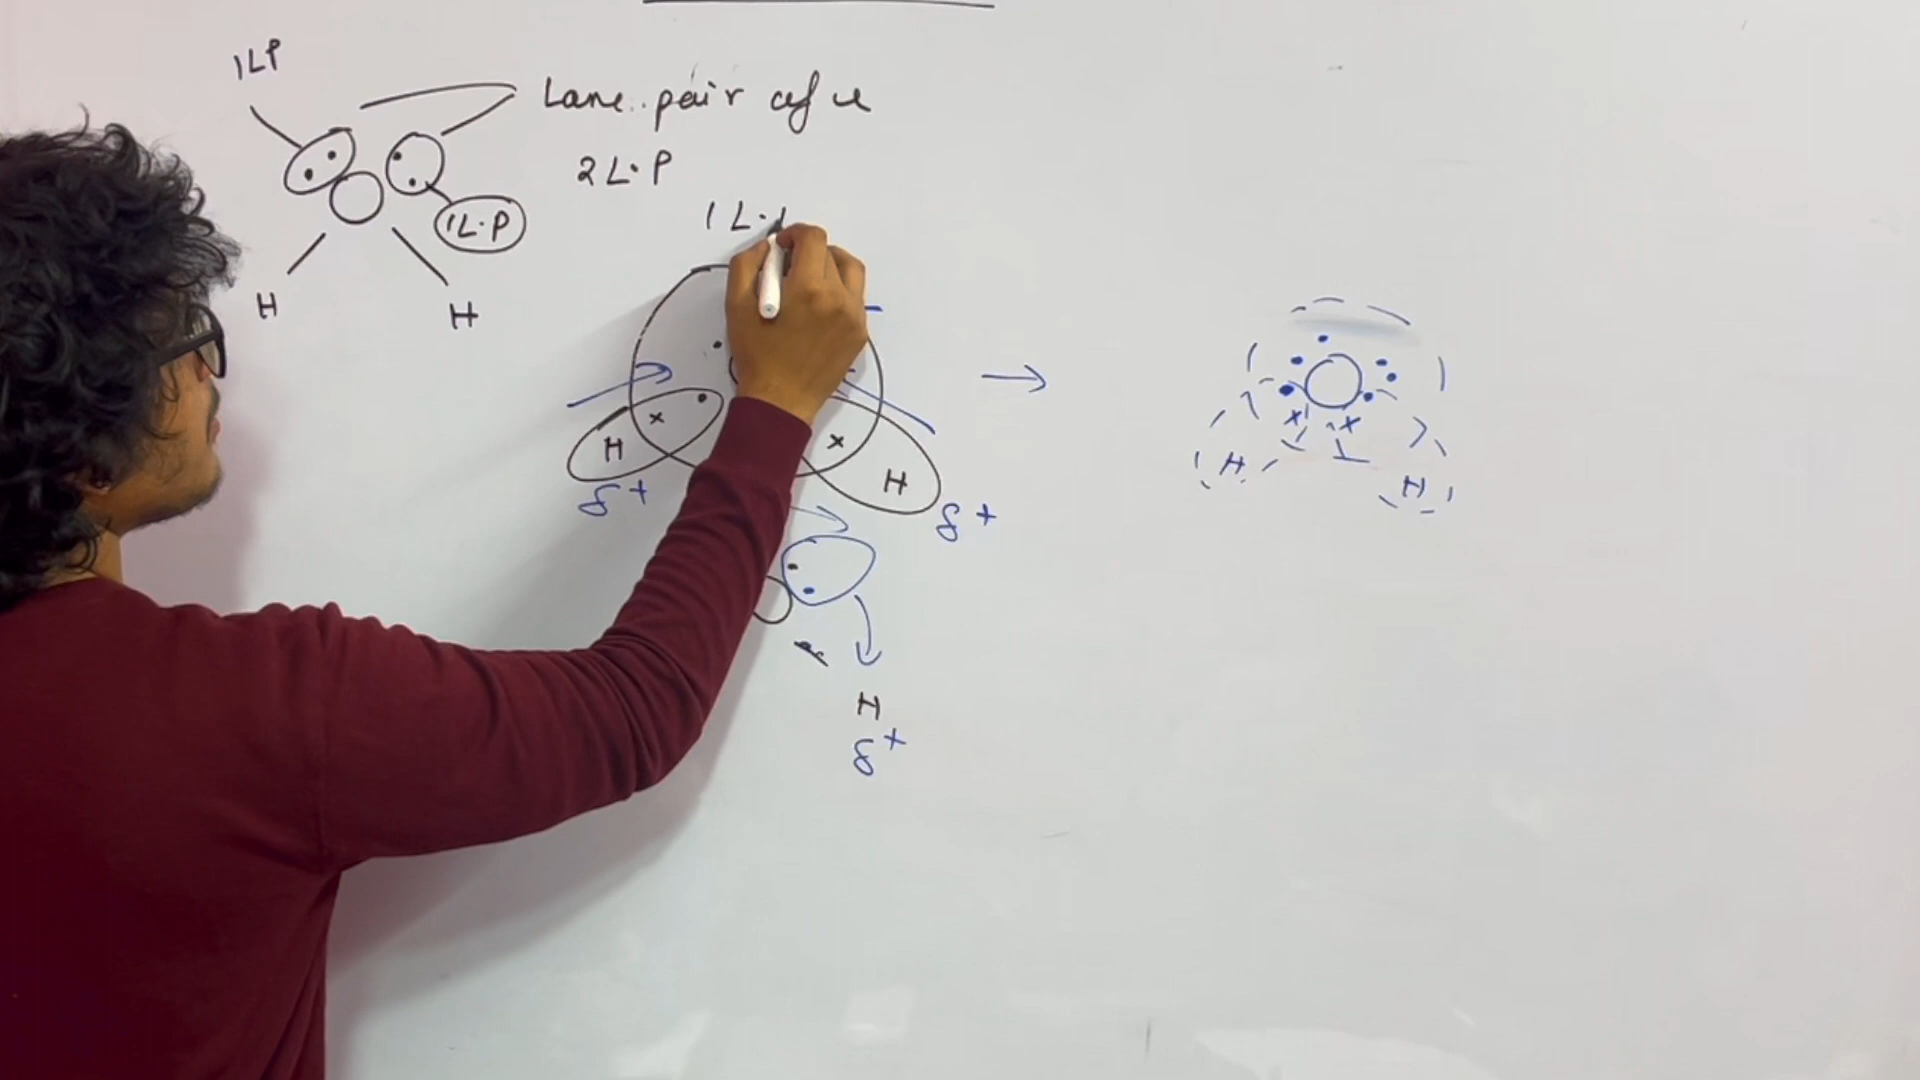 1LP
Lone pair of e
2L.P
1L.P
1L.
H H
x x
H H
δ+ δ+
H
δ+
x x
H H